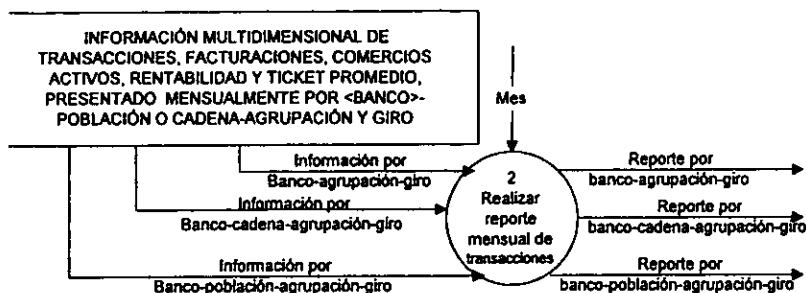 INFORMACIÓN MULTIDIMENSIONAL DE
TRANSACCIONES, FACTURACIONES, COMERCIOS
ACTIVOS, RENTABILIDAD Y TICKET PROMEDIO,
PRESENTADO MENSUALMENTE POR <BANCO>-
POBLACIÓN O CADENA-AGRUPACIÓN Y GIRO
Mes
Información por
Banco-agrupación-giro
Información por
Banco-cadena-agrupación-giro
Información por
Banco-población-agrupación-giro
2
Realizar
reporte
mensual de
transacciones
Reporte por
banco-agrupación-giro
Reporte por
banco-cadena-agrupación-giro
Reporte por
banco-población-agrupación-giro